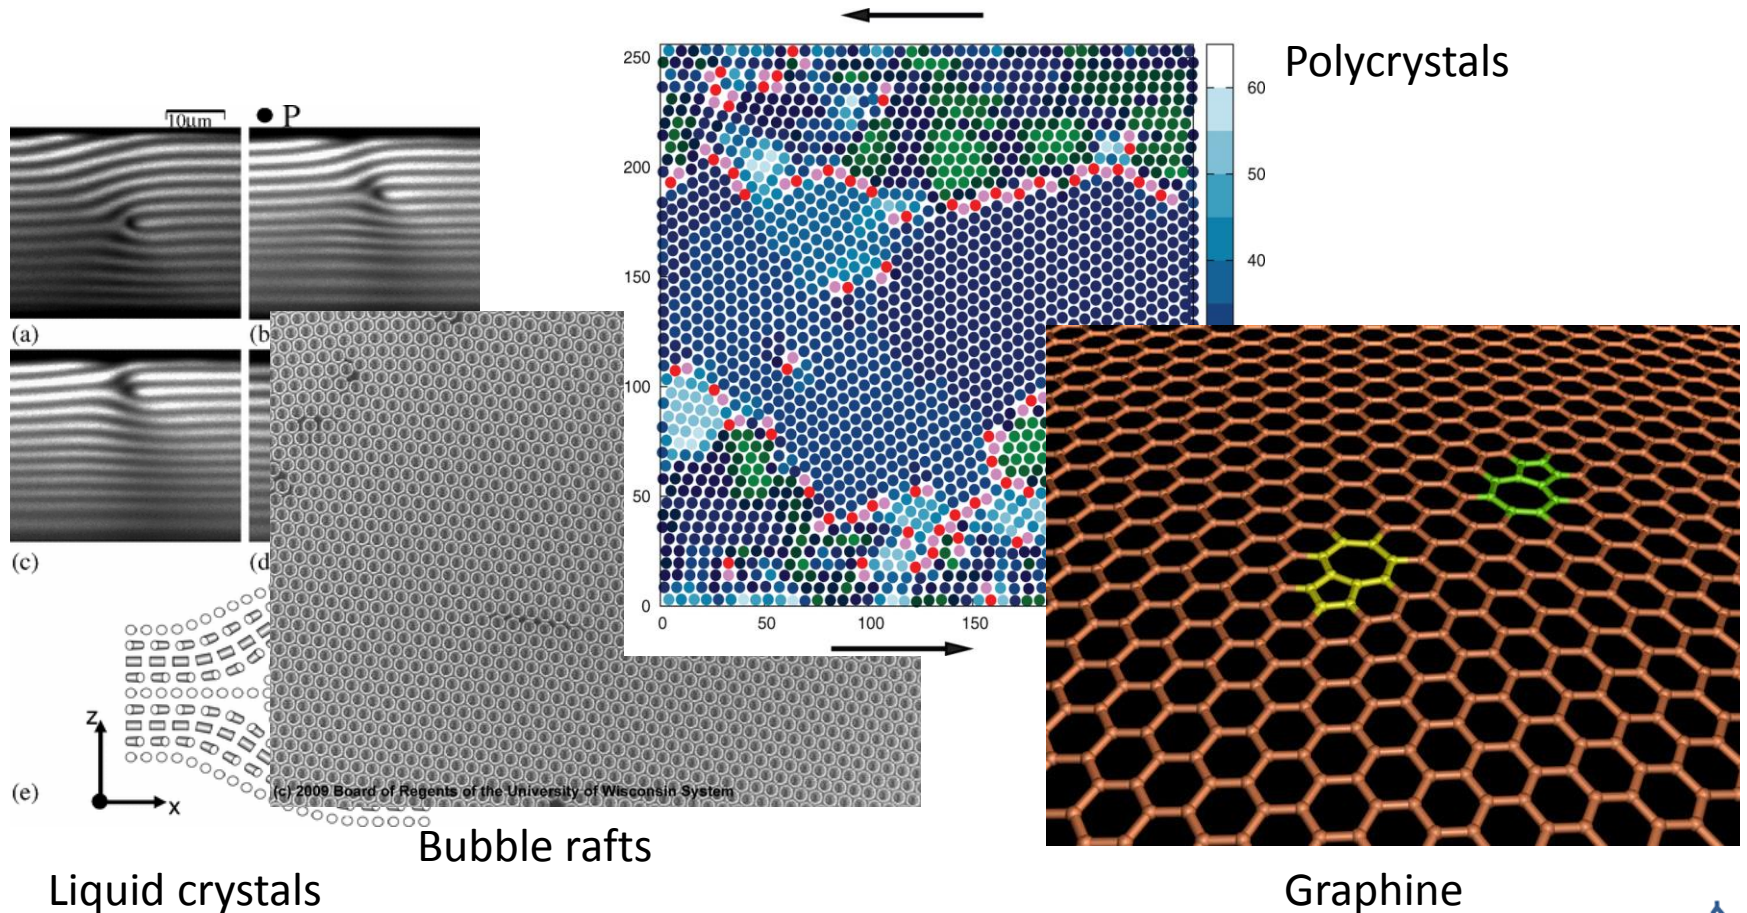 Polycrystals
250
200
150
100
50
0
0
50
100
150
60
50
40
10μm
P
(a)
(b
(c)
(d
(e)
z
x
(c) 2009 Board of Regents of the University of Wisconsin System
Bubble rafts
Liquid crystals
Graphine